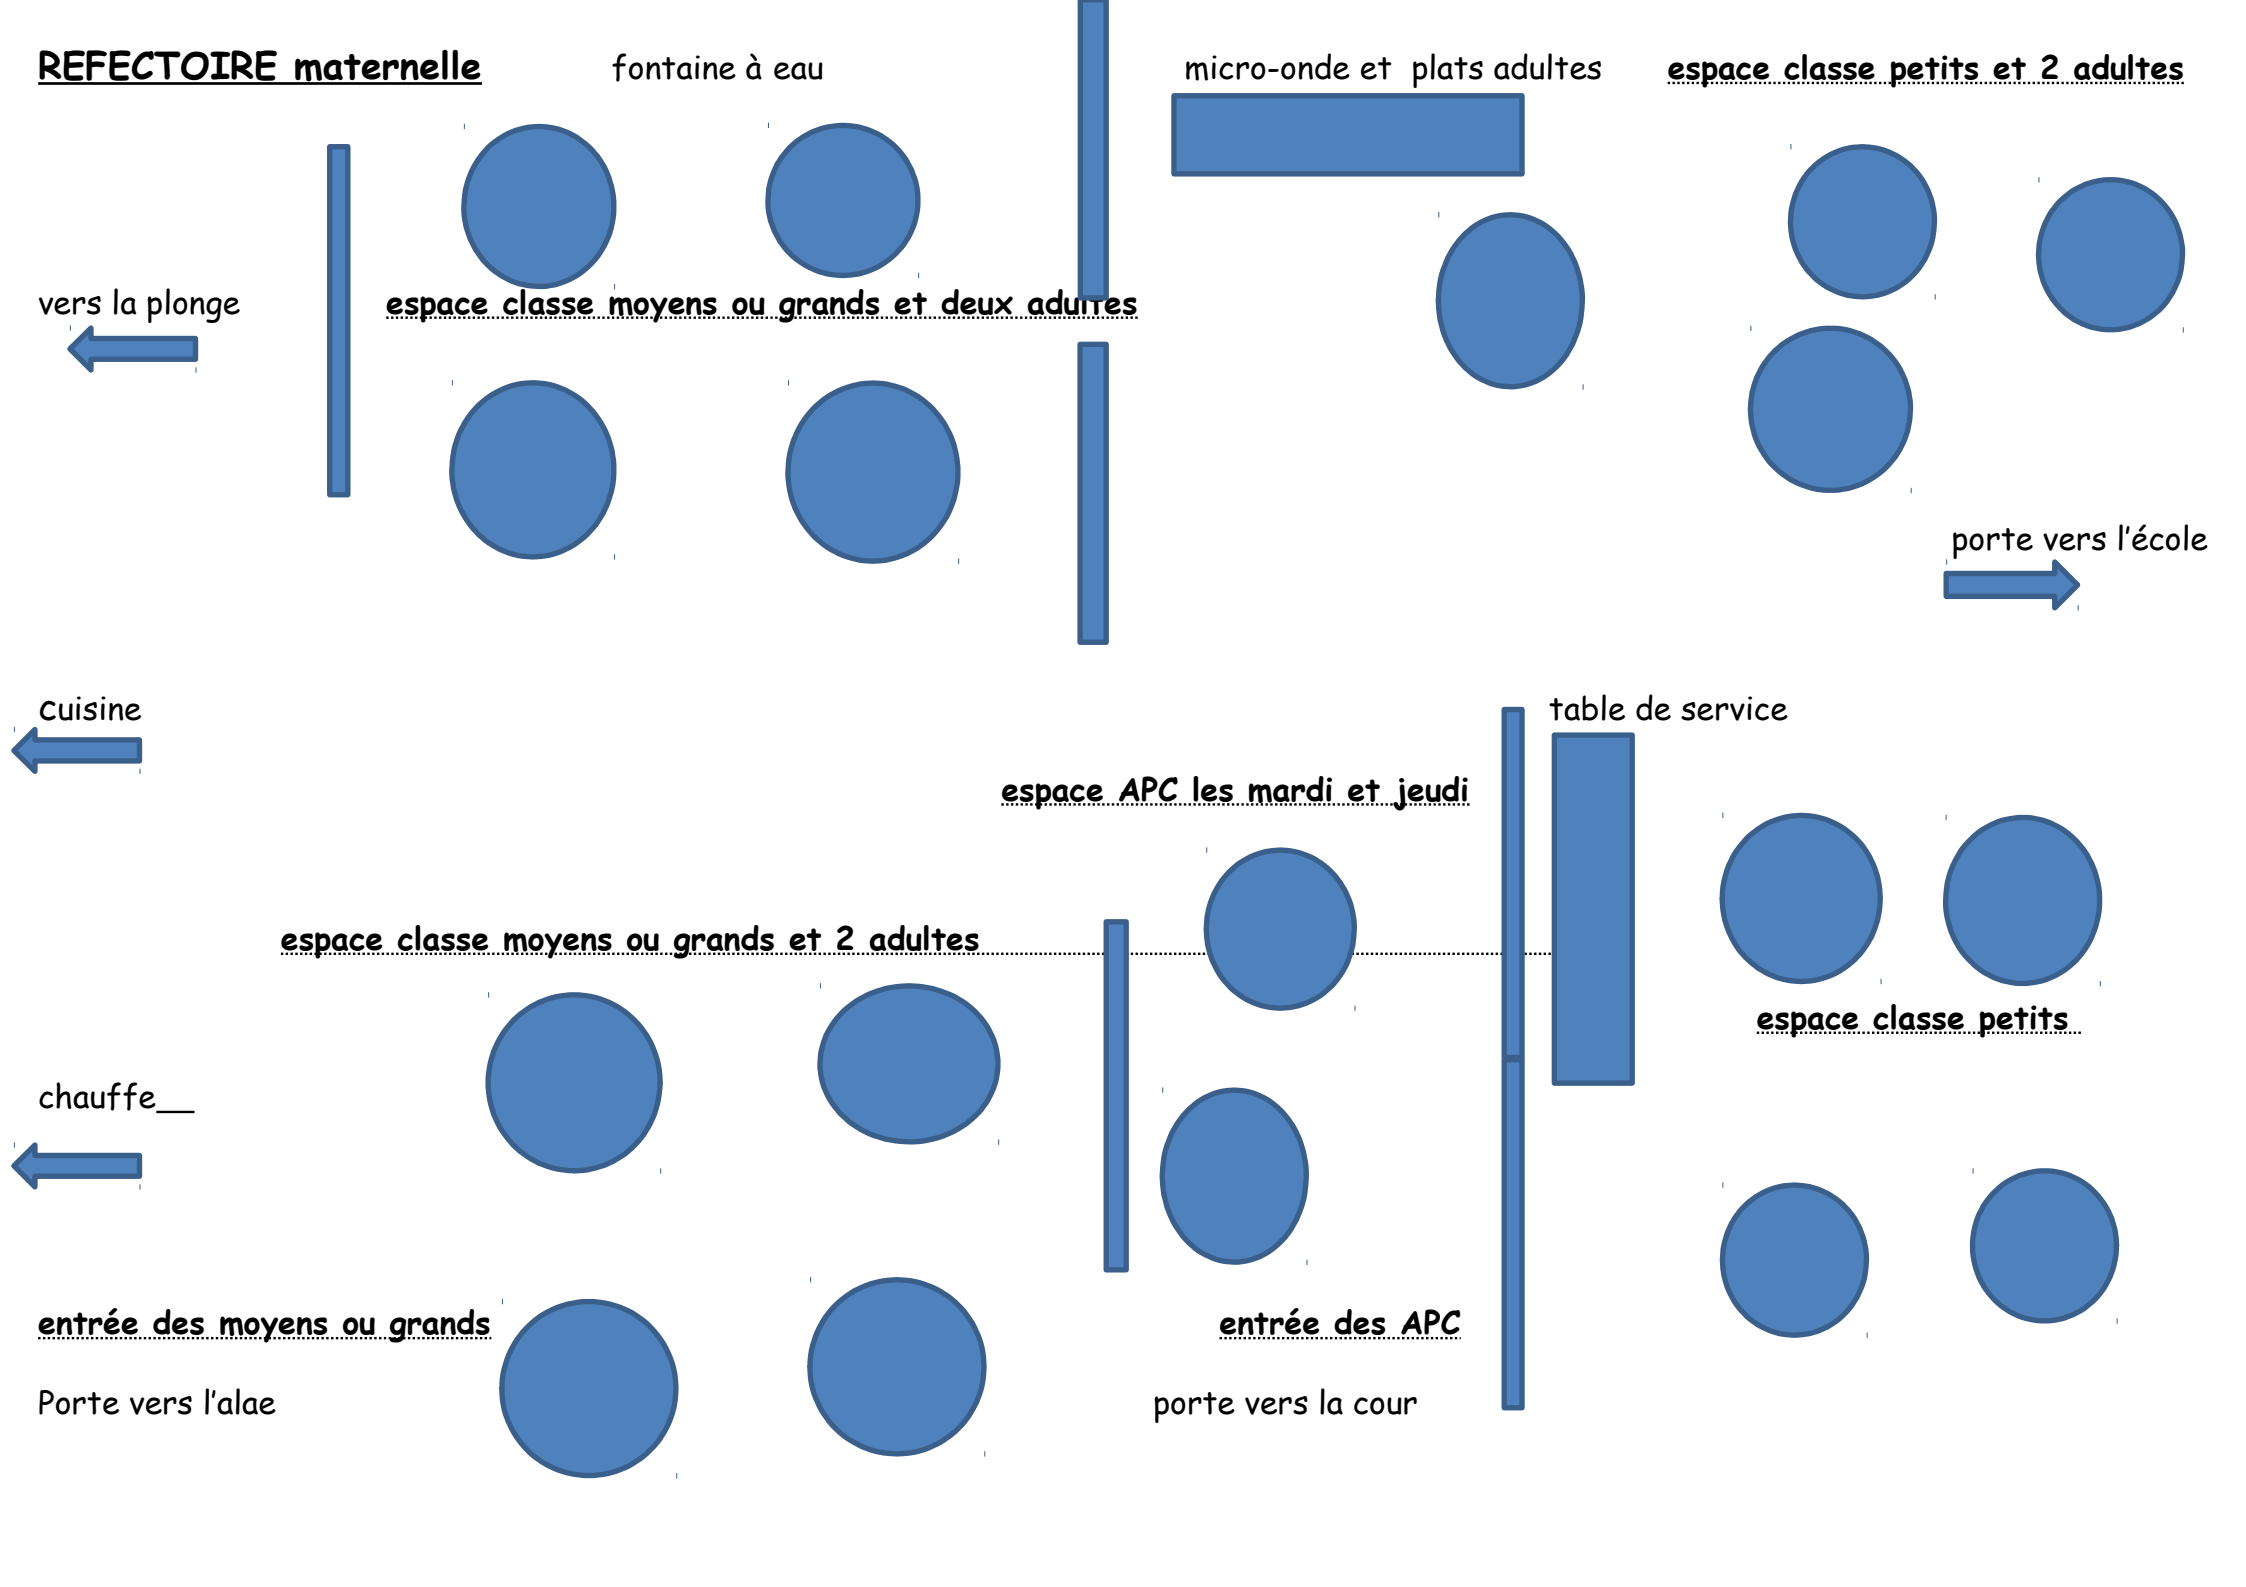 REFECTOIRE maternelle fontaine à eau micro-onde et plats adultes espace classe petits et 2 adultes
vers la plonge espace classe moyens ou grands et deux adultes
porte vers l'école
cuisine table de service
espace APC les mardi et jeudi
espace classe moyens ou grands et 2 adultes
espace classe petits
chauffe__
entrée des moyens ou grands entrée des APC
Porte vers l'alae porte vers la cour